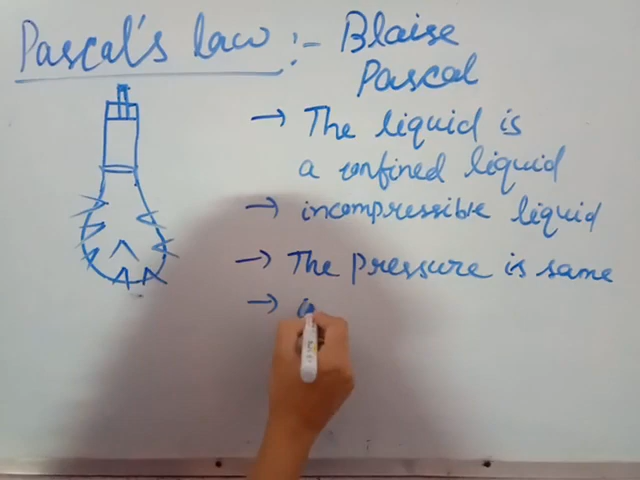 Pascal's law :- Blaise
Pascal
→ The liquid is
a confined liquid
→ incompressible liquid
→ The pressure is same
→